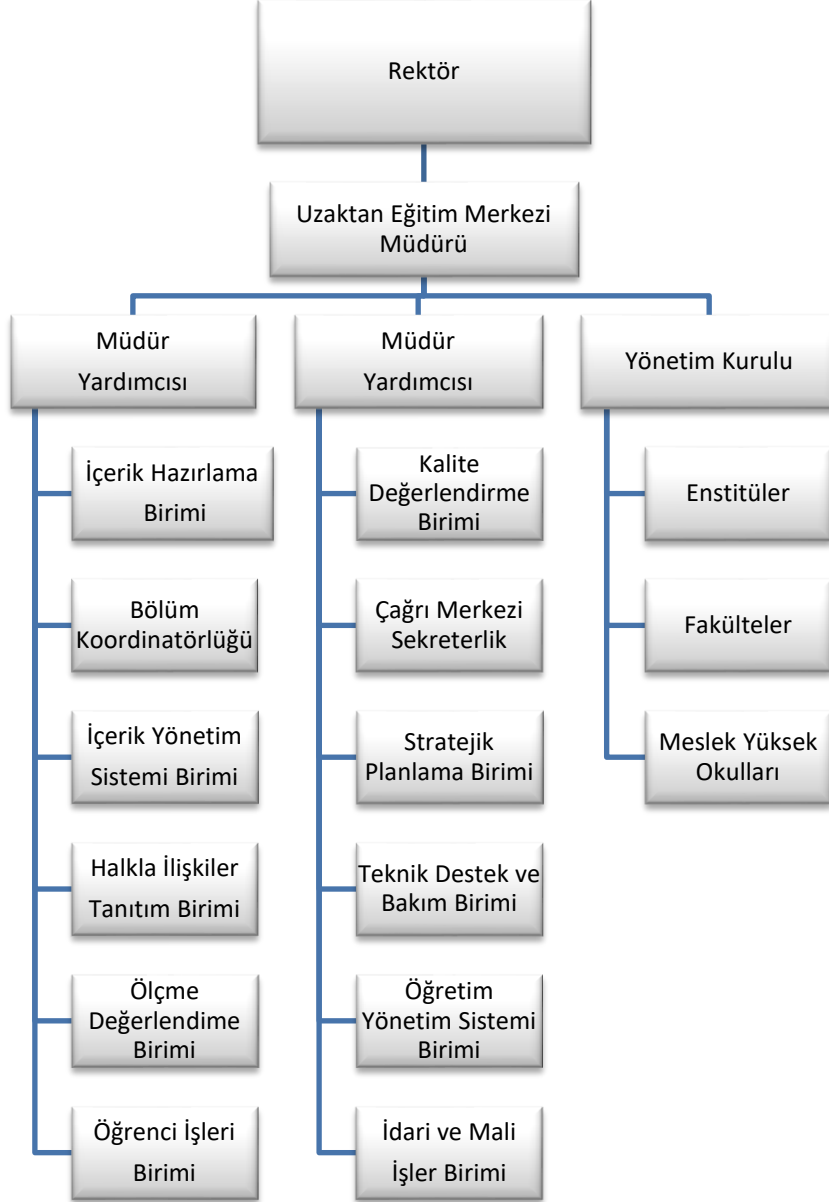 Rektör
Uzaktan Eğitim Merkezi
Müdürü
Müdür
Yardımcısı
İçerik Hazırlama
Birimi
Bölüm
Koordinatörlüğü
İçerik Yönetim
Sistemi Birimi
Halkla İlişkiler
Tanıtım Birimi
Ölçme
Değerlendime
Birimi
Öğrenci İşleri
Birimi
Müdür
Yardımcısı
Kalite
Değerlendirme
Birimi
Çağrı Merkezi
Sekreterlik
Stratejik
Planlama Birimi
Teknik Destek ve
Bakım Birimi
Öğretim
Yönetim Sistemi
Birimi
İdari ve Mali
İşler Birimi
Yönetim Kurulu
Enstitüler
Fakülteler
Meslek Yüksek
Okulları